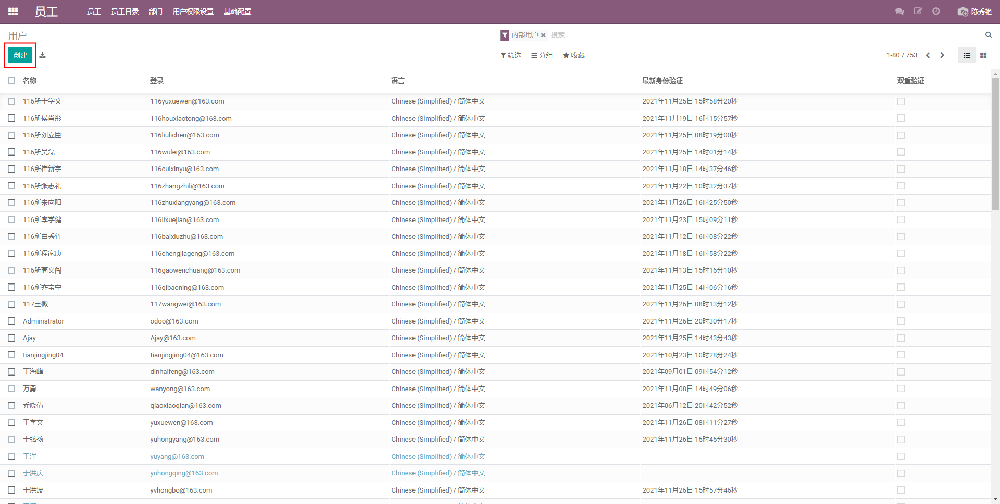 员工 员工 员工目录 部门 用户权限设置 基础配置 陈秀艳
用户
内部用户 搜索...
创建
筛选 分组 收藏 1-80 / 753
名称 登录 语言 最新身份验证 双重验证
116所于学文 116yuxuewen@163.com Chinese (Simplified) / 简体中文 2021年11月25日 15时58分20秒
116所侯肖彤 116houxiaotong@163.com Chinese (Simplified) / 简体中文 2021年11月19日 16时15分57秒
116所刘立臣 116liulichen@163.com Chinese (Simplified) / 简体中文 2021年11月25日 08时19分00秒
116所吴磊 116wulei@163.com Chinese (Simplified) / 简体中文 2021年11月25日 14时01分14秒
116所崔新宇 116cuixinyu@163.com Chinese (Simplified) / 简体中文 2021年11月18日 14时37分46秒
116所张志礼 116zhangzhili@163.com Chinese (Simplified) / 简体中文 2021年11月22日 10时32分37秒
116所朱向阳 116zhuxiangyang@163.com Chinese (Simplified) / 简体中文 2021年11月26日 16时25分50秒
116所李学健 116lixuejian@163.com Chinese (Simplified) / 简体中文 2021年11月23日 15时09分11秒
116所白秀竹 116baixiuzhu@163.com Chinese (Simplified) / 简体中文 2021年11月12日 16时08分22秒
116所程家庚 116chengjiageng@163.com Chinese (Simplified) / 简体中文 2021年11月18日 16时58分22秒
116所高文闯 116gaowenchuang@163.com Chinese (Simplified) / 简体中文 2021年11月13日 15时16分10秒
116所齐宝宁 116qibaoning@163.com Chinese (Simplified) / 简体中文 2021年11月25日 14时06分16秒
117王微 117wangwei@163.com Chinese (Simplified) / 简体中文 2021年11月26日 08时13分12秒
Administrator odoo@163.com Chinese (Simplified) / 简体中文 2021年11月26日 20时30分17秒
Ajay Ajay@163.com Chinese (Simplified) / 简体中文 2021年11月25日 14时43分43秒
tianjingjing04 tianjingjing04@163.com Chinese (Simplified) / 简体中文 2021年10月23日 10时28分24秒
丁海峰 dinhaifeng@163.com Chinese (Simplified) / 简体中文 2021年09月01日 09时54分12秒
万勇 wanyong@163.com Chinese (Simplified) / 简体中文 2021年11月08日 14时49分06秒
乔晓倩 qiaoxiaoqian@163.com Chinese (Simplified) / 简体中文 2021年06月12日 20时42分52秒
于学文 yuxuewen@163.com Chinese (Simplified) / 简体中文 2021年11月26日 08时11分27秒
于弘扬 yuhongyang@163.com Chinese (Simplified) / 简体中文 2021年11月26日 15时45分30秒
于洋 yuyang@163.com Chinese (Simplified) / 简体中文
于洪庆 yuhongqing@163.com Chinese (Simplified) / 简体中文
于洪波 yvhongbo@163.com Chinese (Simplified) / 简体中文 2021年11月26日 15时57分46秒